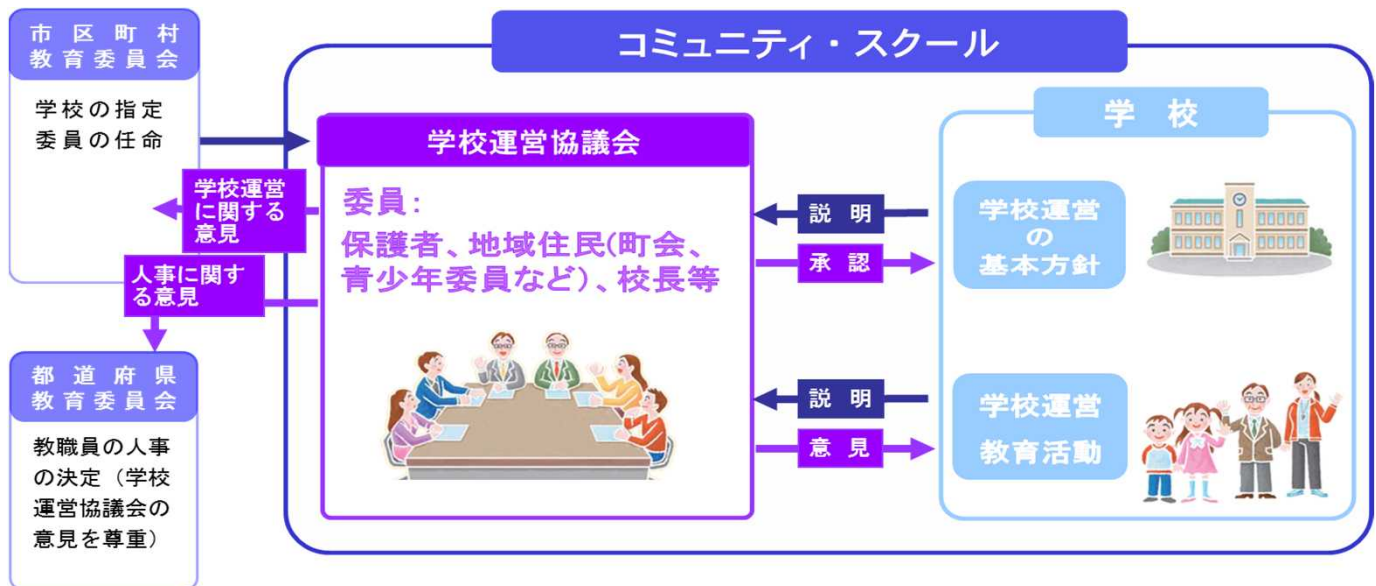 市区町村
教育委員会
学校の指定
委員の任命
コミュニティ・スクール
学校運営協議会
委員：
保護者、地域住民(町会、
青少年委員など)、校長等
学校運営
に関する
意見
人事に関す
る意見
都道府県
教育委員会
教職員の人事
の決定（学校
運営協議会の
意見を尊重）
説明
承認
説明
意見
学校
学校運営
の
基本方針
学校運営
教育活動